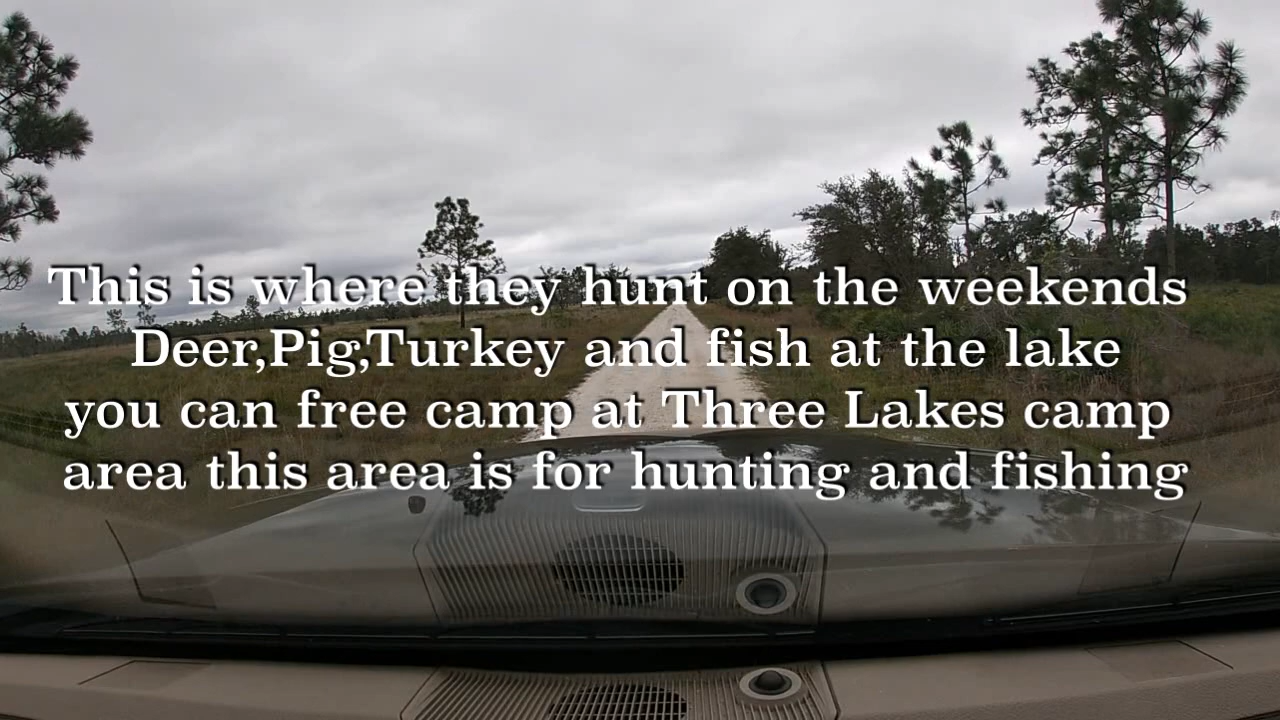 This is where they hunt on the weekends
Deer,Pig,Turkey and fish at the lake
you can free camp at Three Lakes camp
area this area is for hunting and fishing